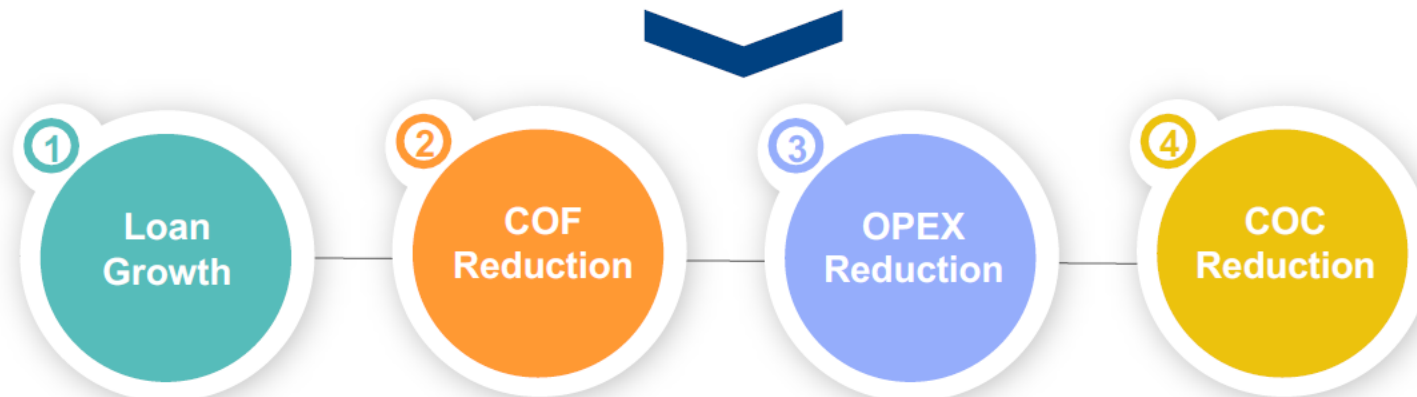 1
Loan
Growth
2
COF
Reduction
3
OPEX
Reduction
4
COC
Reduction